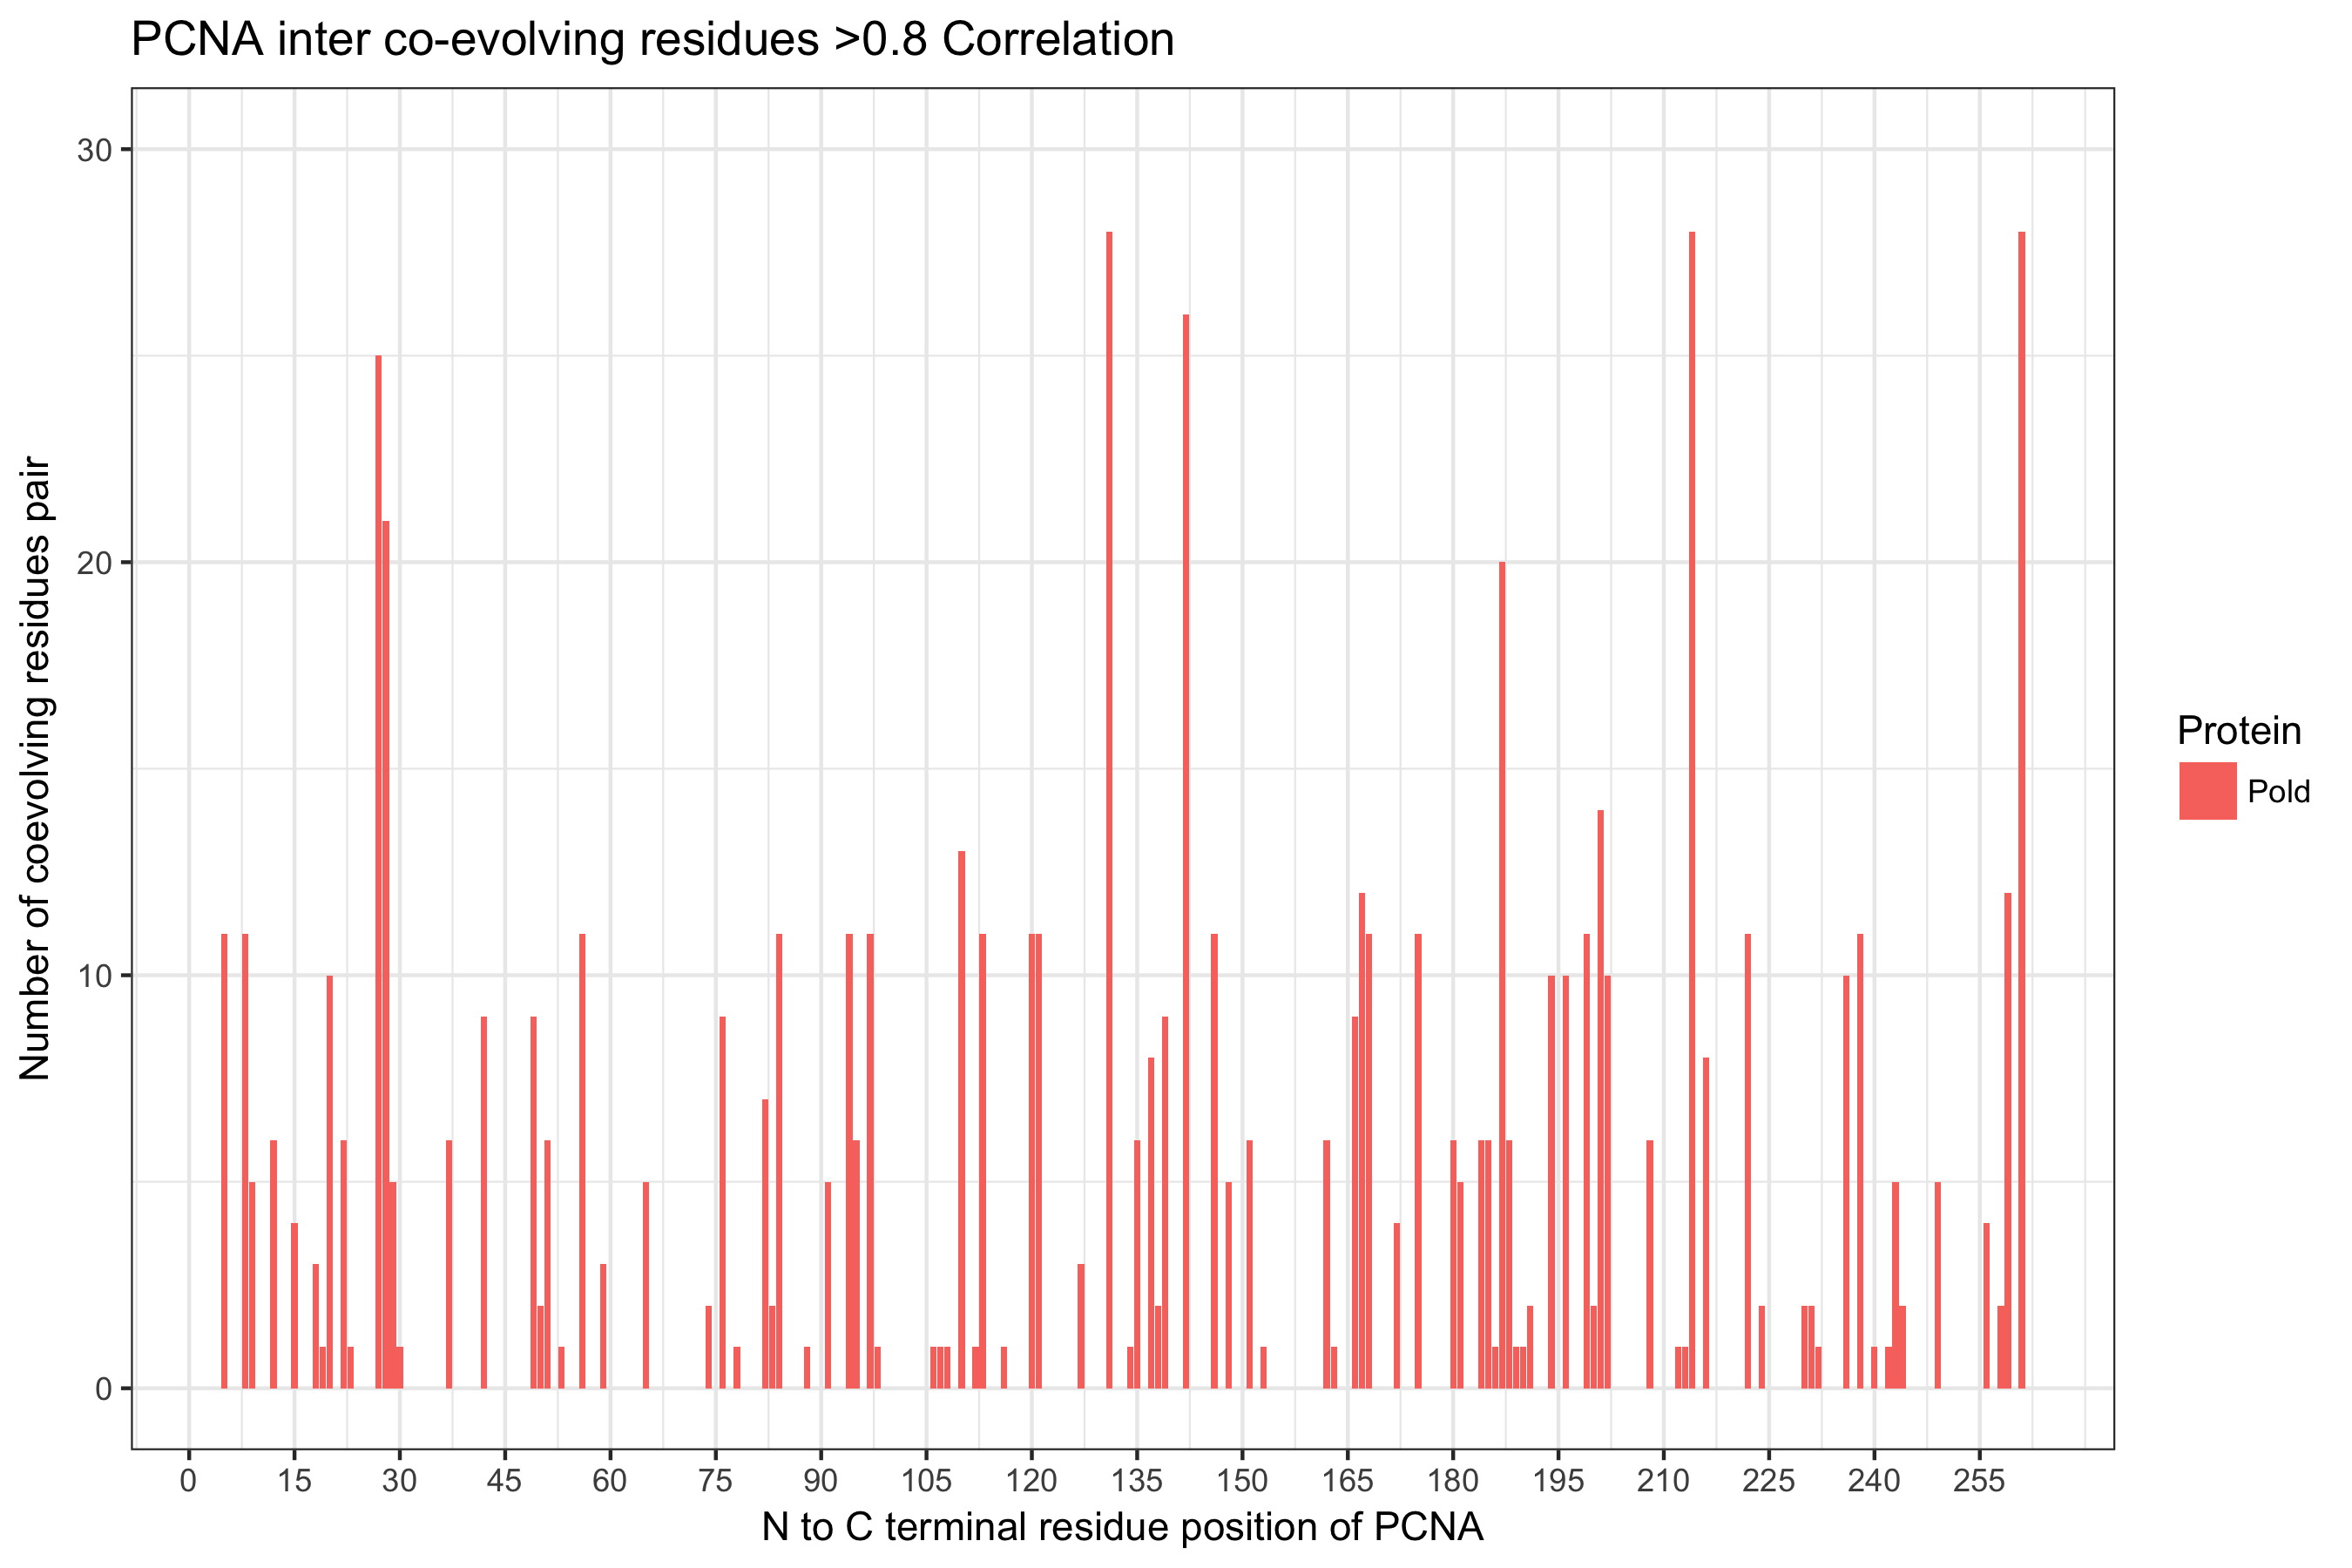 PCNA inter co-evolving residues >0.8 Correlation
Number of coevolving residues pair
30
20
10
0
0 15 30 45 60 75 90 105 120 135 150 165 180 195 210 225 240 255
N to C terminal residue position of PCNA
Protein
Pold